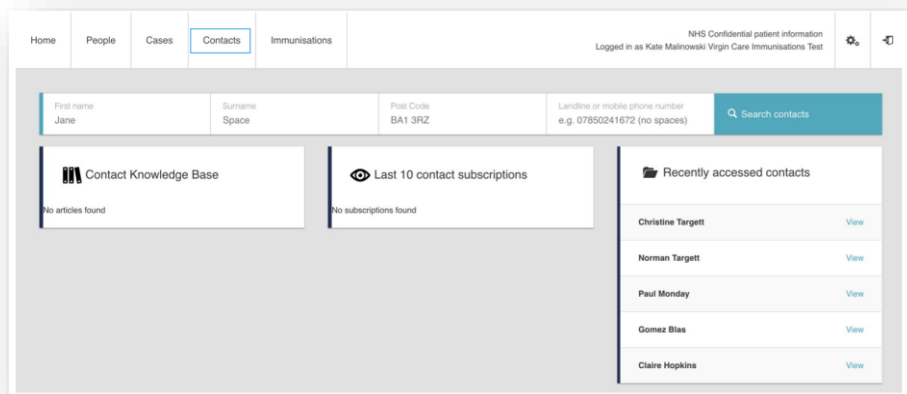 NHS Confidential patient information
Home People Cases Contacts Immunisations
Logged in as Kate Malinowski Virgin Care Immunisations Test
First name Surname Post Code Landline or mobile phone number
Jane Space BA1 3RZ e.g. 07850241672 (no spaces) Search contacts
Contact Knowledge Base
No articles found
Last 10 contact subscriptions
No subscriptions found
Recently accessed contacts
Christine Targett View
Norman Targett View
Paul Monday View
Gomez Blas View
Claire Hopkins View